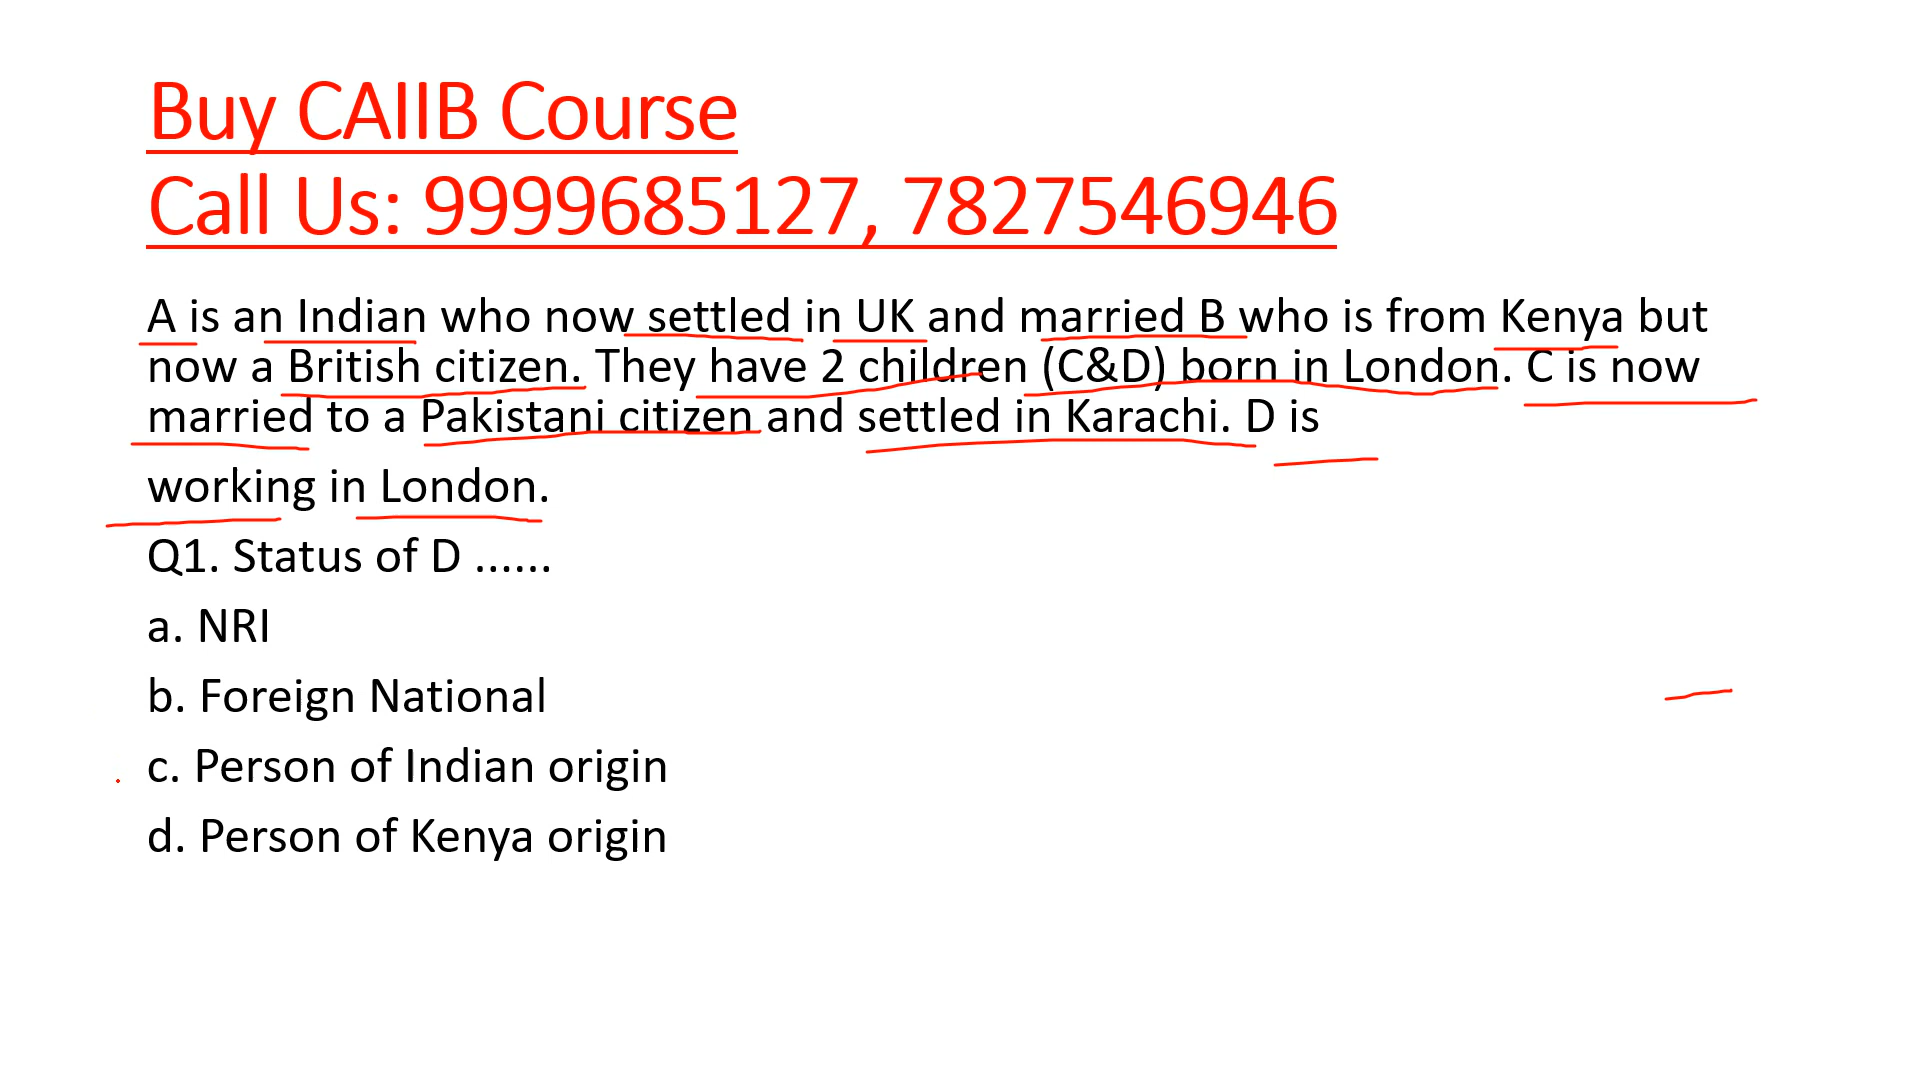 Buy CAIIB Course
Call Us: 9999685127, 7827546946
A is an Indian who now settled in UK and married B who is from Kenya but
now a British citizen. They have 2 children (C&D) born in London. C is now
married to a Pakistani citizen and settled in Karachi. D is
working in London.
Q1. Status of D ......
a. NRI
b. Foreign National
c. Person of Indian origin
d. Person of Kenya origin